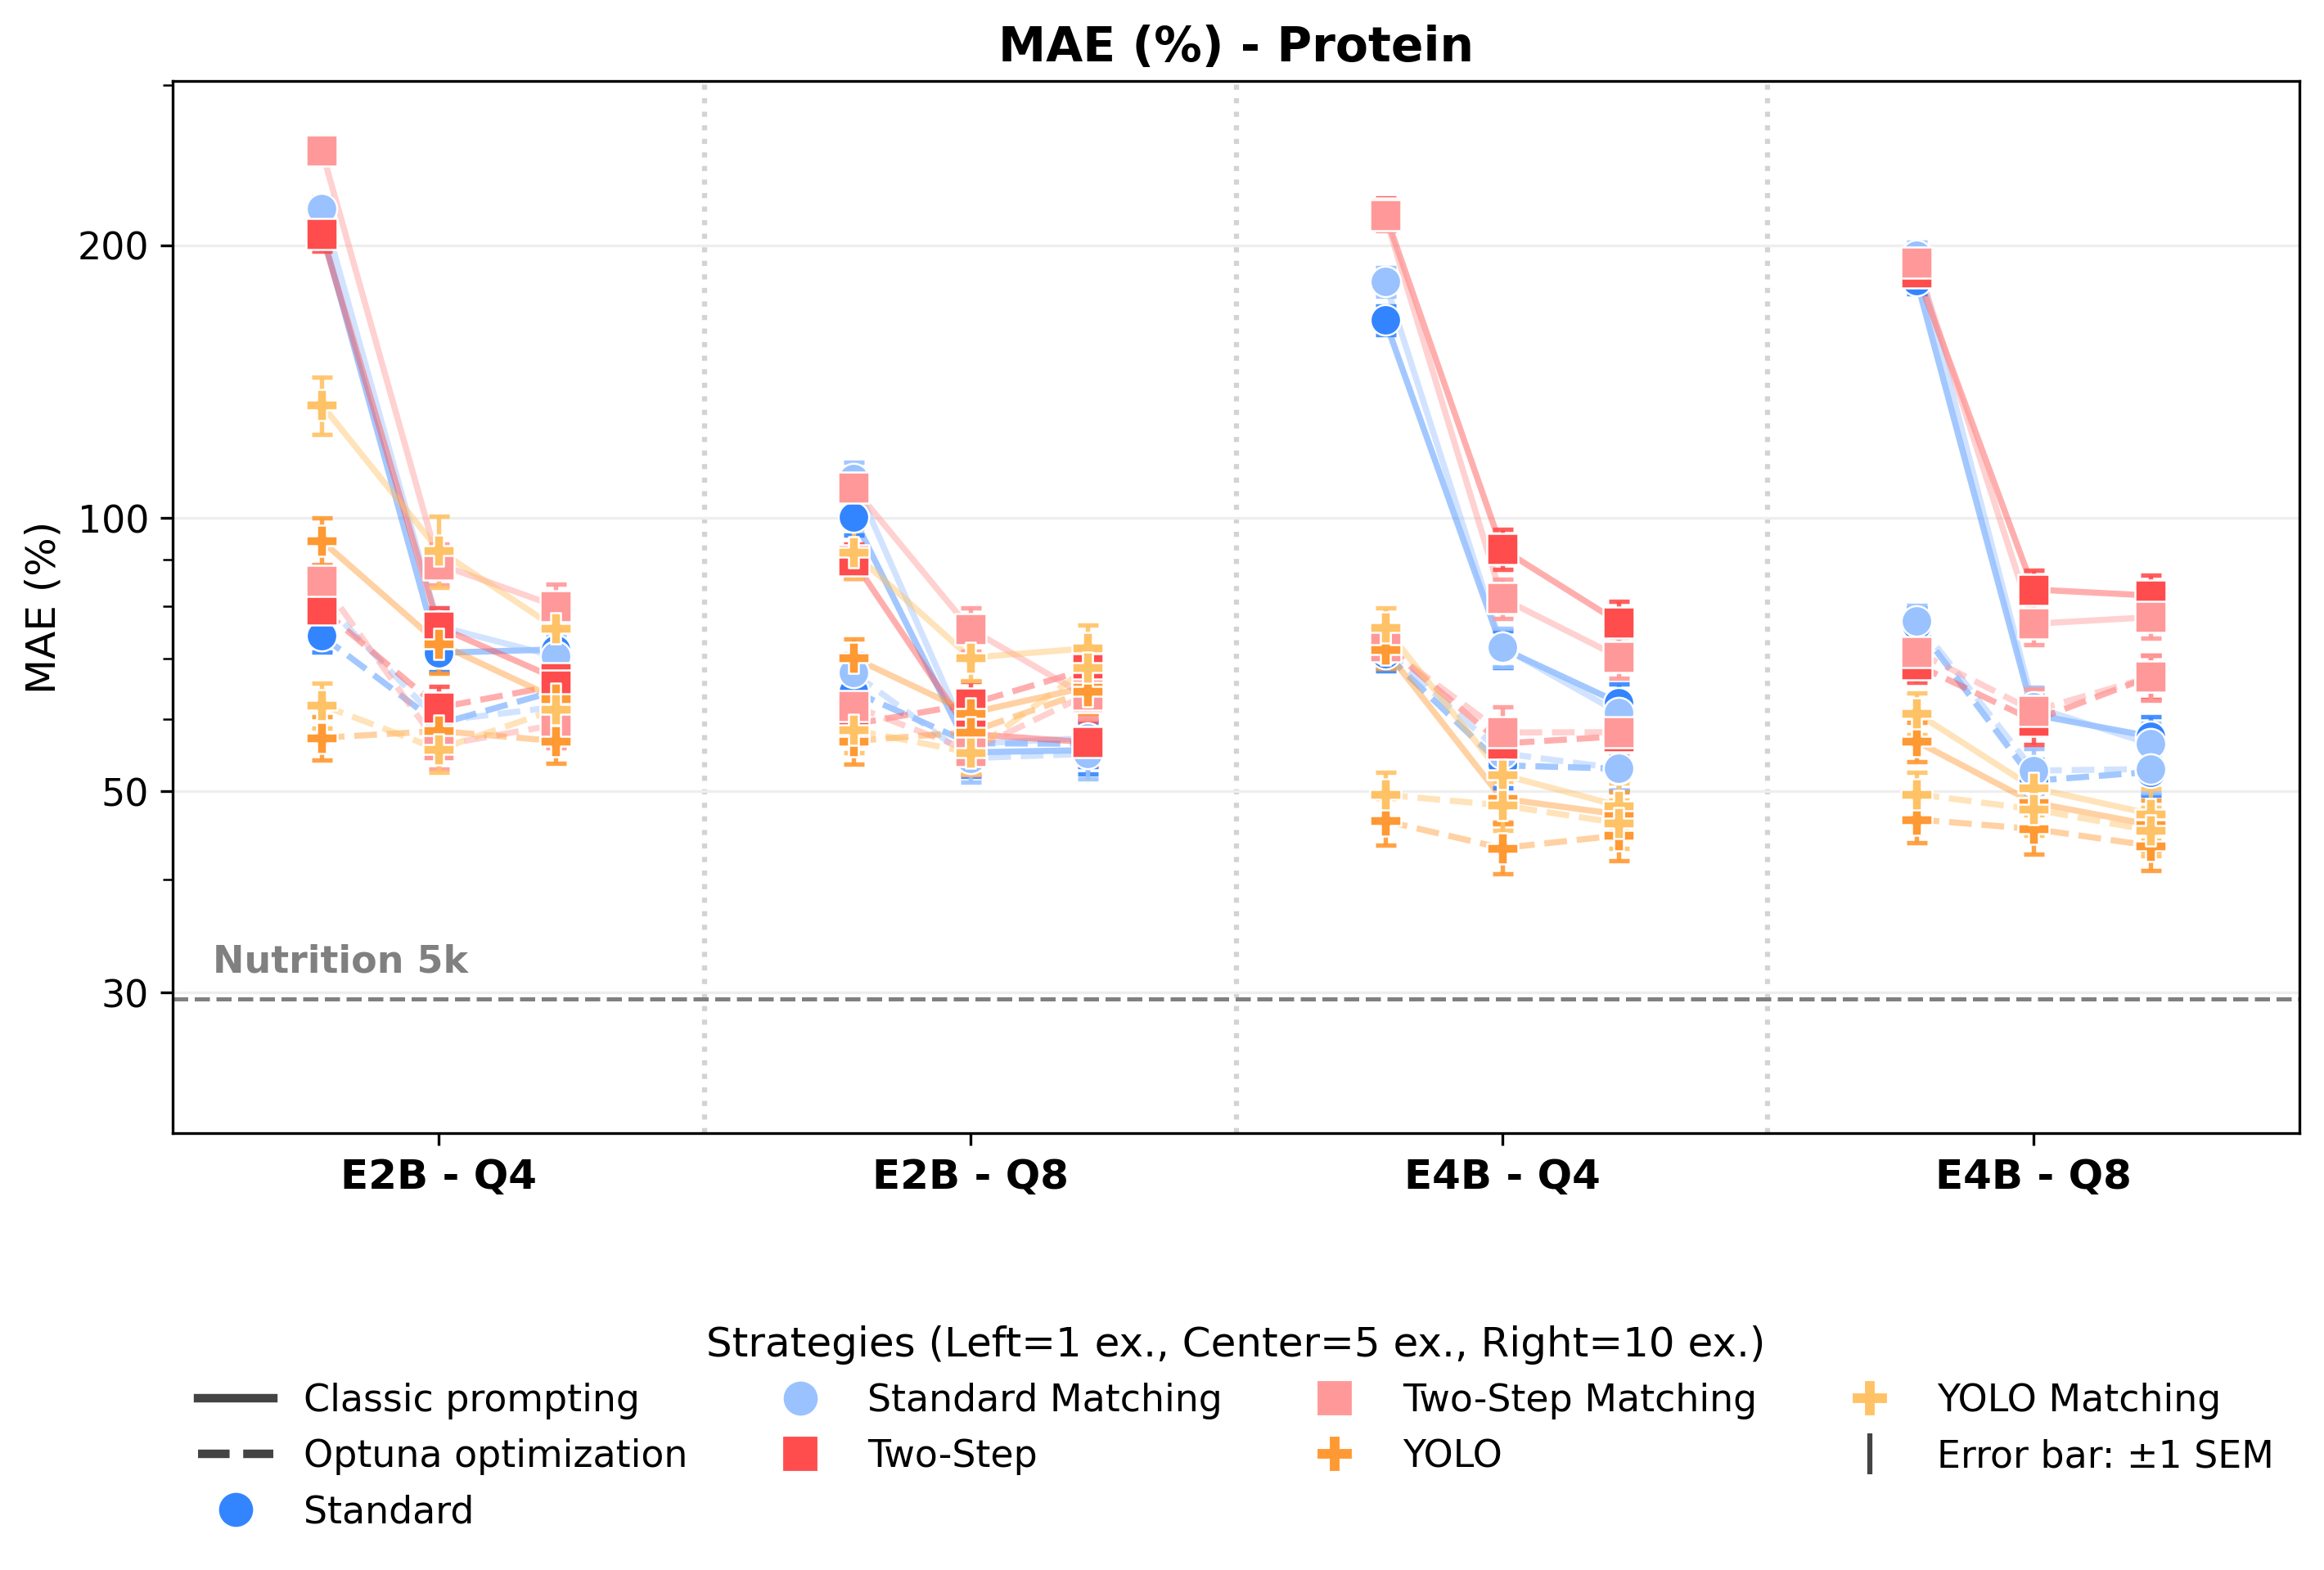 MAE (%) - Protein
MAE (%)
200
100
50
30
Nutrition 5k
E2B - Q4 E2B - Q8 E4B - Q4 E4B - Q8
Strategies (Left=1 ex., Center=5 ex., Right=10 ex.)
Classic prompting Standard Matching Two-Step Matching YOLO Matching
Optuna optimization Two-Step YOLO Error bar: ±1 SEM
Standard